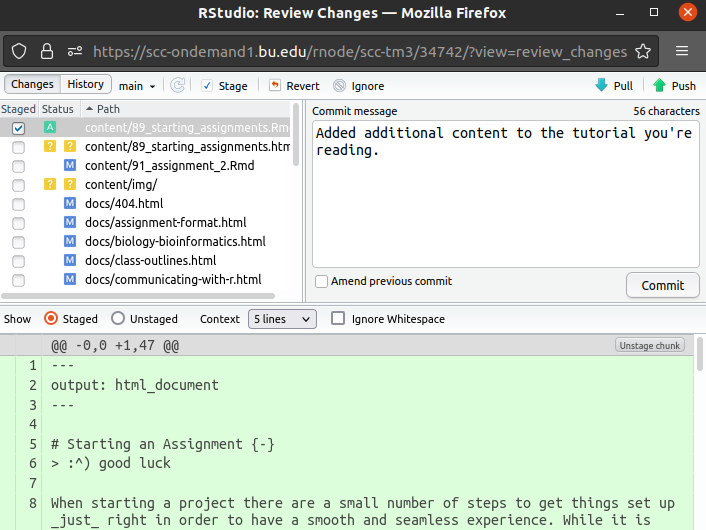 RStudio: Review Changes — Mozilla Firefox
https://scc-ondemand1.bu.edu/rnode/scc-tm3/34742/?view=review_changes
Changes History main Stage Revert Ignore Pull Push
Staged Status Path
A content/89_starting_assignments.Rm
? ? content/89_starting_assignments.htm
M content/91_assignment_2.Rmd
? ? content/img/
M docs/404.html
M docs/assignment-format.html
M docs/biology-bioinformatics.html
M docs/class-outlines.html
M docs/communicating-with-r.html
Commit message 56 characters
Added additional content to the tutorial you're
reading.
Amend previous commit Commit
Show Staged Unstaged Context 5 lines Ignore Whitespace
@@ -0,0 +1,47 @@ Unstage chunk
1 ---
2 output: html_document
3 ---
4
5 # Starting an Assignment {-}
6 > :^) good luck
7
8 When starting a project there are a small number of steps to get things set up
_just_ right in order to have a smooth and seamless experience. While it is